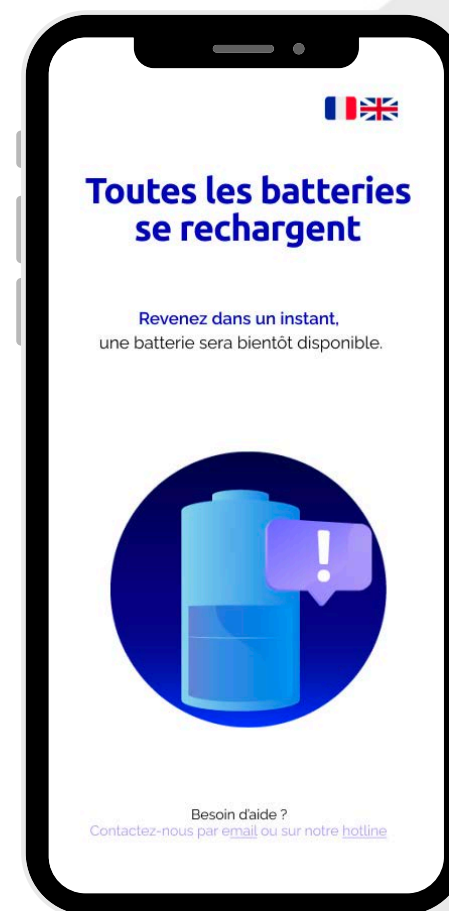 Toutes les batteries
se rechargent
Revenez dans un instant,
une batterie sera bientôt disponible.
!
Besoin d'aide ?
Contactez-nous par email ou sur notre hotline